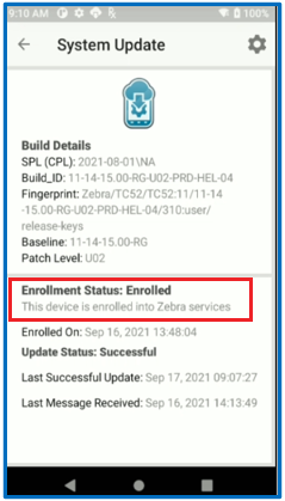 9:10 AM 100%
System Update
Build Details
SPL (CPL): 2021-08-01\NA
Build_ID: 11-14-15.00-RG-U02-PRD-HEL-04
Fingerprint: Zebra/TC52/TC52:11/11-14
-15.00-RG-U02-PRD-HEL-04/310:user/
release-keys
Baseline: 11-14-15.00-RG
Patch Level: U02
Enrollment Status: Enrolled
This device is enrolled into Zebra services
Enrolled On: Sep 16, 2021 13:48:04
Update Status: Successful
Last Successful Update: Sep 17, 2021 09:07:27
Last Message Received: Sep 16, 2021 14:13:49